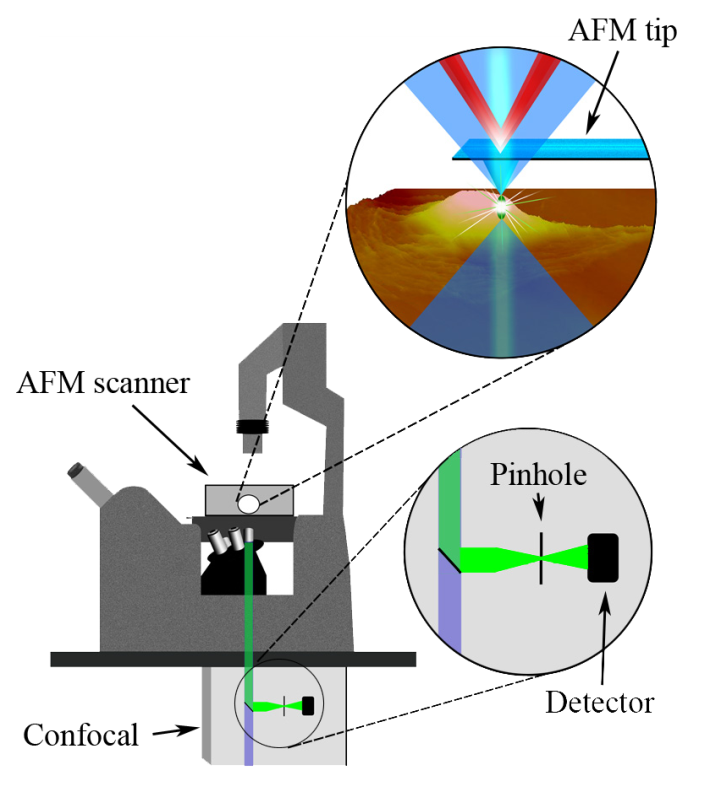 AFM tip
AFM scanner
Pinhole
Detector
Confocal